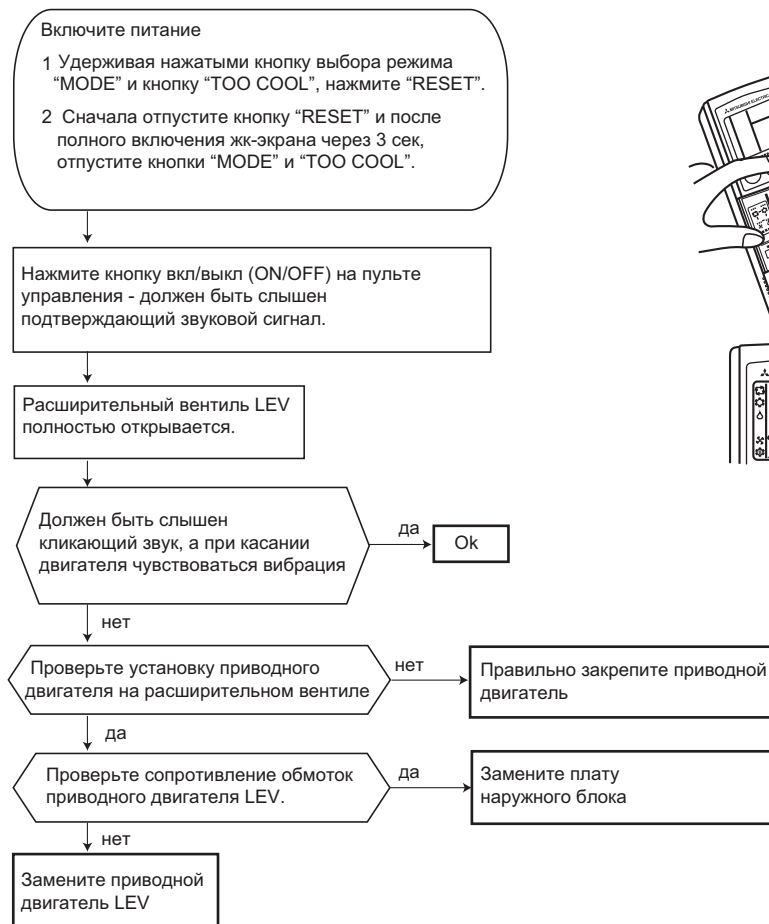 Включите питание
1 Удерживая нажатыми кнопку выбора режима
“MODE” и кнопку “TOO COOL”, нажмите “RESET”.
2 Сначала отпустите кнопку “RESET” и после
полного включения жк-экрана через 3 сек,
отпустите кнопки “MODE” и “TOO COOL”.
Нажмите кнопку вкл/выкл (ON/OFF) на пульте
управления - должен быть слышен
подтверждающий звуковой сигнал.
Расширительный вентиль LEV
полностью открывается.
Должен быть слышен
кликающий звук, а при касании
двигателя чувствоваться вибрация
да
Ok
нет
Проверьте установку приводного
двигателя на расширительном вентиле
нет
Правильно закрепите приводной
двигатель
да
Проверьте сопротивление обмоток
приводного двигателя LEV.
да
Замените плату
наружного блока
нет
Замените приводной
двигатель LEV
MITSUBISHI ELECTRIC